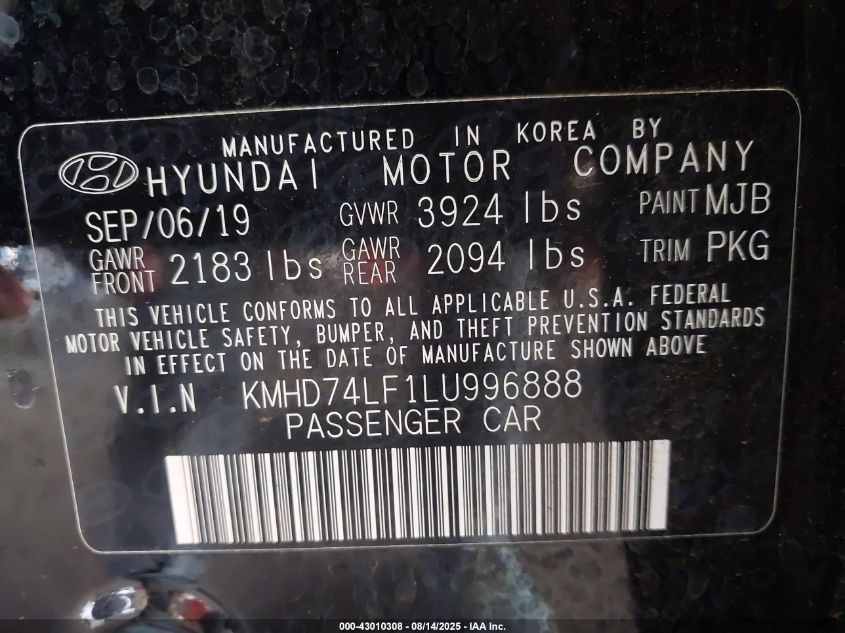 MANUFACTURED IN KOREA BY
HYUNDAI MOTOR COMPANY
SEP/06/19 GVWR 3924 lbs PAINT MJB
GAWR FRONT 2183 lbs GAWR REAR 2094 lbs TRIM PKG
THIS VEHICLE CONFORMS TO ALL APPLICABLE U.S.A. FEDERAL
MOTOR VEHICLE SAFETY, BUMPER, AND THEFT PREVENTION STANDARDS
IN EFFECT ON THE DATE OF MANUFACTURE SHOWN ABOVE
V.I.N KMHD74LF1LU996888
PASSENGER CAR
000-43010308 - 08/14/2025 - IAA Inc.